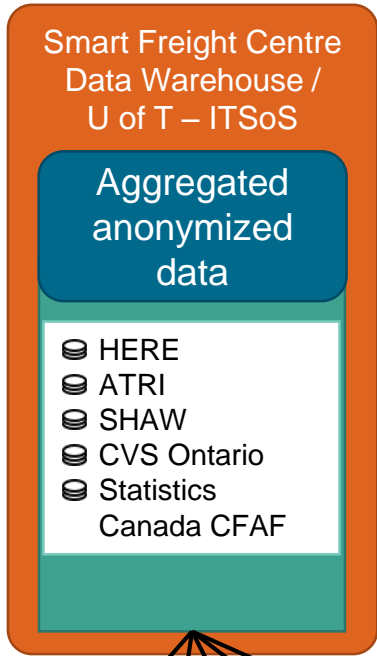 Smart Freight Centre
Data Warehouse /
U of T – ITSoS
Aggregated
anonymized
data
HERE
ATRI
SHAW
CVS Ontario
Statistics
Canada CFAF